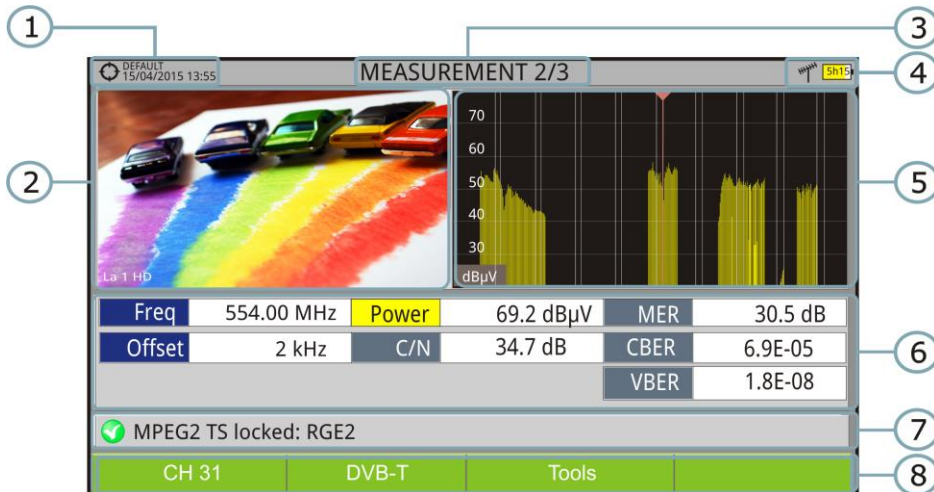 1
3
DEFAULT
15/04/2015 13:55
MEASUREMENT 2/3
5h15
4
2
La 1 HD
70
60
50
40
30
dBµV
5
Freq 554.00 MHz Power 69.2 dBµV MER 30.5 dB
Offset 2 kHz C/N 34.7 dB CBER 6.9E-05
VBER 1.8E-08
6
MPEG2 TS locked: RGE2
7
CH 31 DVB-T Tools
8